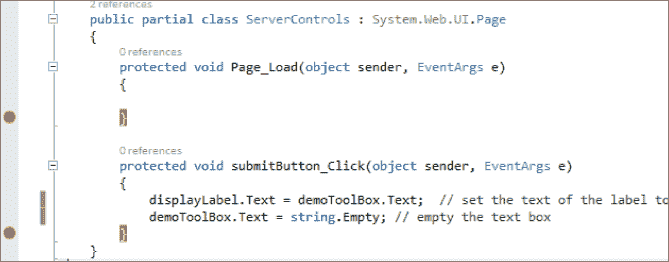 2 references
public partial class ServerControls : System.Web.UI.Page
{
0 references
protected void Page_Load(object sender, EventArgs e)
{
}
0 references
protected void submitButton_Click(object sender, EventArgs e)
{
displayLabel.Text = demoToolBox.Text;  // set the text of the label to
demoToolBox.Text = string.Empty; // empty the text box
}
}